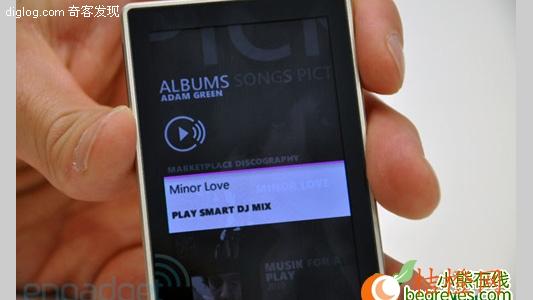 diglog.com 奇客发现
PICT
ALBUMS SONGS PICT
ADAM GREEN
MARKETPLACE DISCOGRAPHY
Minor Love
MINOR LOVE
PLAY SMART DJ MIX
MUSIK FOR A
PLAY
engadget
小熊在线
beareyes.com